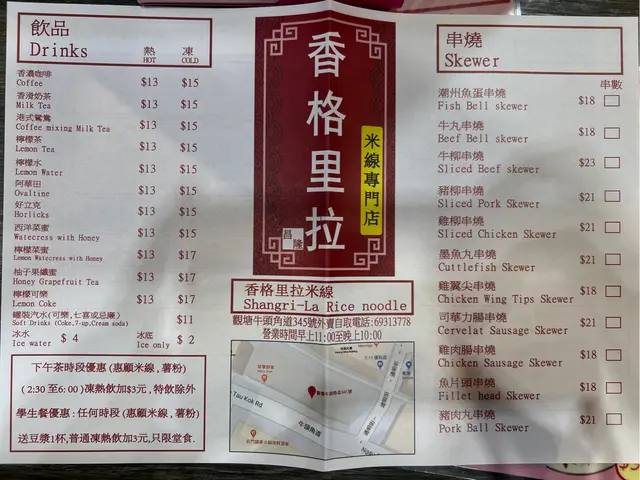 飲品
Drinks
熱 凍
HOT COLD
香濃咖啡
Coffee $13 $15
香滑奶茶
Milk Tea $13 $15
港式鴛鴦
Coffee mixing Milk Tea $13 $15
檸檬茶
Lemon Tea $13 $15
檸檬水
Lemon Water $13 $15
阿華田
Ovaltine $13 $15
好立克
Horlicks $13 $15
西洋菜蜜
Watecress with Honey $13 $15
檸檬菜蜜
Lemon Watecress with Honey $13 $17
柚子果纖蜜
Honey Grapefruit Tea $13 $17
檸檬可樂
Lemon Coke $13 $17
罐裝汽水(可樂,七喜或忌廉)
Soft Drinks (Coke,7-up,Cream soda) $11
冰水 冰底
Ice water $ 4 Ice only $ 2
下午茶時段優惠 (惠顧米線,薯粉)
(2:30 至6:00)凍熱飲加$3元,特飲除外
學生餐優惠:任何時段 (惠顧米線,薯粉)
送豆漿1杯,普通凍熱飲加3元,只限堂食.
香格里拉
米線專門店
昌隆
香格里拉米線
Shangri-La Rice noodle
觀塘牛頭角道345號外賣自取電話:69313778
營業時間早上11:00至晚上10:00
Tau Kok Rd
牛頭角道
串燒
Skewer
串數
潮州魚蛋串燒
Fish Bell skewer $18
牛丸串燒
Beef Bell skewer $18
牛柳串燒
Sliced Beef skewer $23
豬柳串燒
Sliced Pork Skewer $21
雞柳串燒
Sliced Chicken Skewer $21
墨魚丸串燒
Cuttlefish Skewer $21
雞翼尖串燒
Chicken Wing Tips Skewer $18
司華力腸串燒
Cervelat Sausage Skewer $21
雞肉腸串燒
Chicken Sausage Skewer $18
魚片頭串燒
Fillet head Skewer $18
豬肉丸串燒
Pork Ball Skewer $21